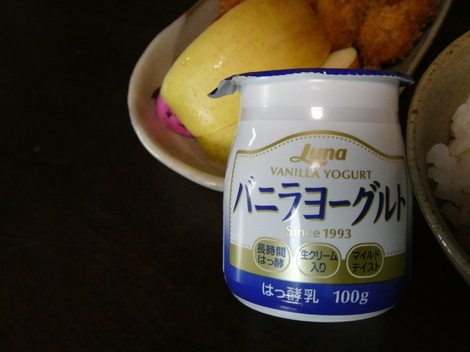 Luna
VANILLA YOGURT
バニラヨーグルト
Since 1993
長時間
はっ酵
生クリーム
入り
マイルド
テイスト
はっ酵乳 100g